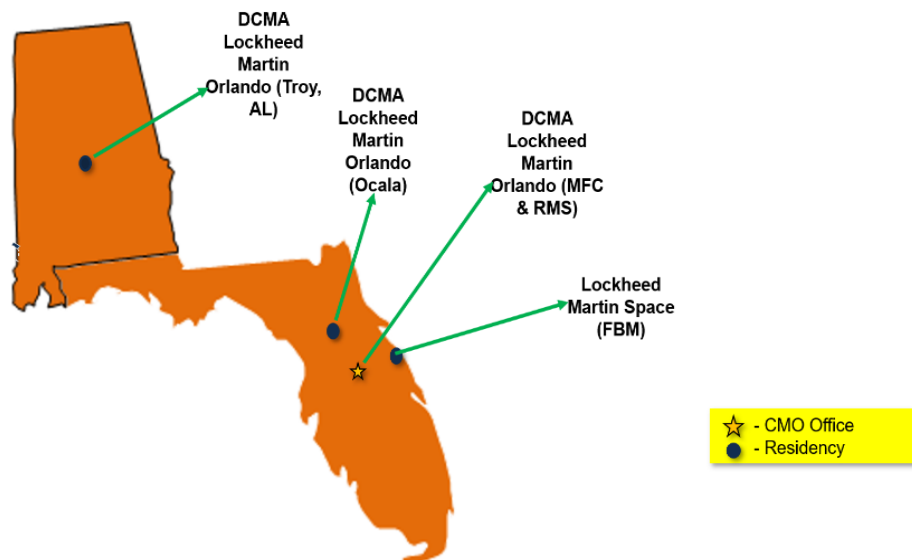 DCMA
Lockheed
Martin
Orlando (Troy,
AL)
DCMA
Lockheed
Martin
Orlando
(Ocala)
DCMA
Lockheed
Martin
Orlando (MFC
& RMS)
Lockheed
Martin Space
(FBM)
- CMO Office
- Residency